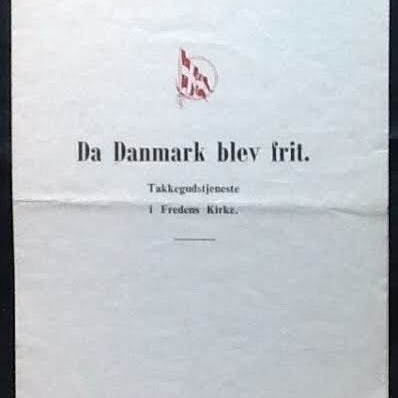 Da Danmark blev frit.
Takkegudstjeneste
i Fredens Kirke.